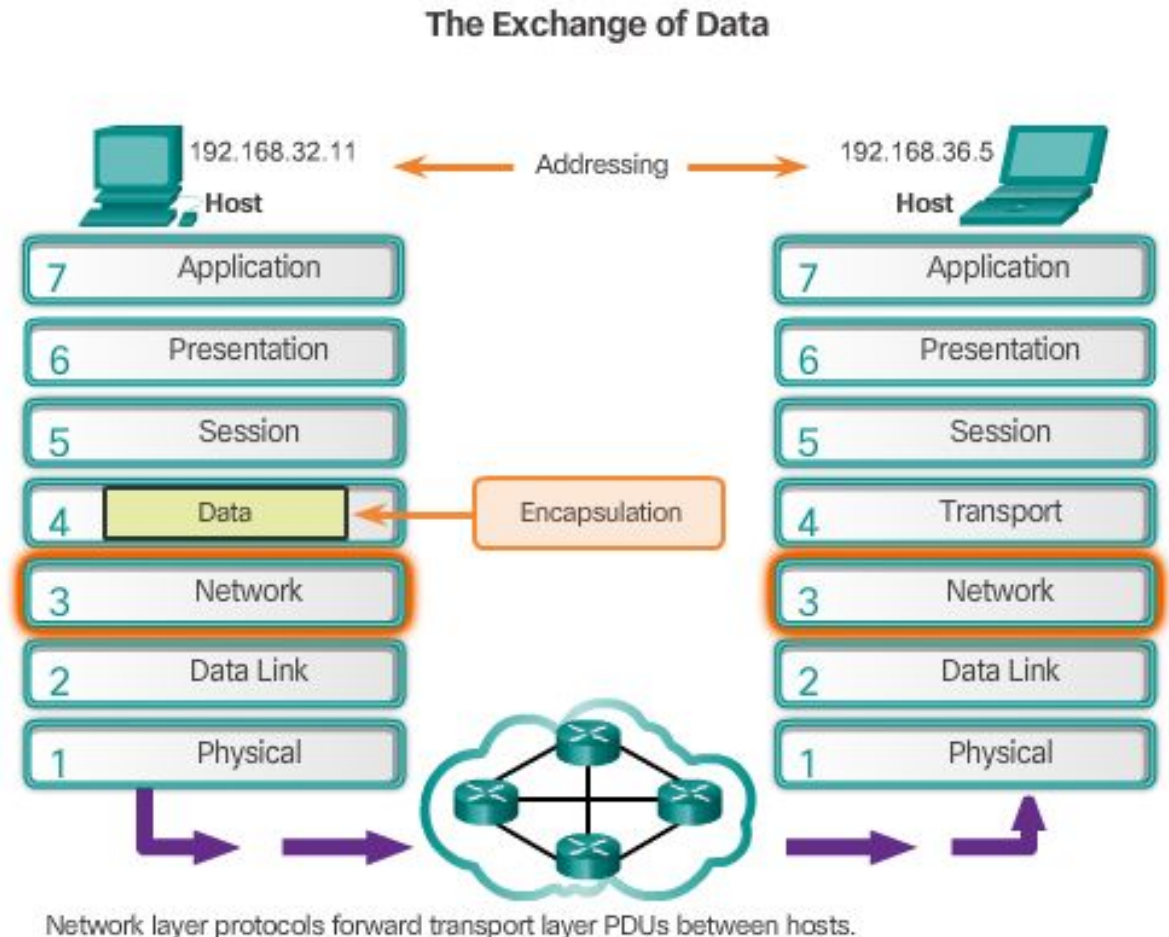 The Exchange of Data
192.168.32.11
Addressing
192.168.36.5
Host
Host
7 Application
6 Presentation
5 Session
4 Data
Encapsulation
3 Network
2 Data Link
1 Physical
7 Application
6 Presentation
5 Session
4 Transport
3 Network
2 Data Link
1 Physical
Network layer protocols forward transport layer PDUs between hosts.